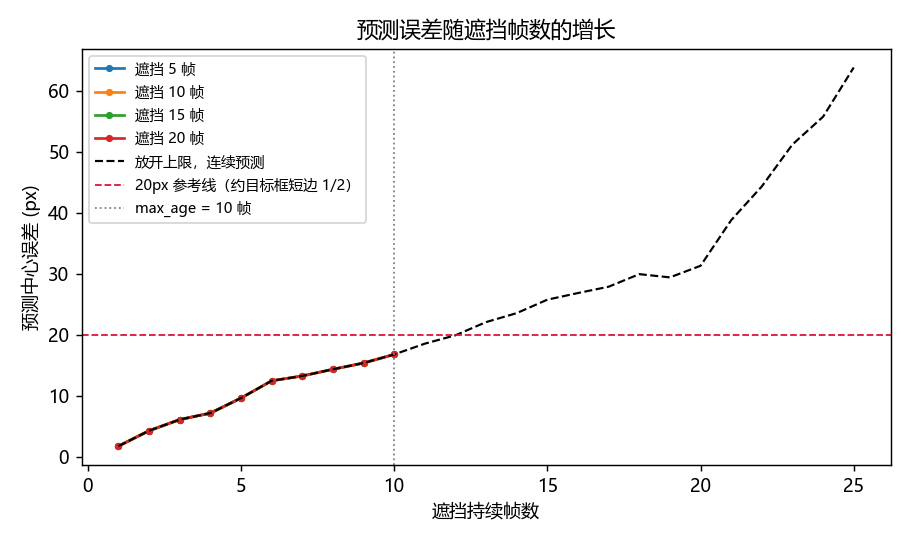 预测误差随遮挡帧数的增长
遮挡 5 帧
遮挡 10 帧
遮挡 15 帧
遮挡 20 帧
放开上限，连续预测
20px 参考线（约目标框短边 1/2）
max_age = 10 帧
预测中心误差 (px)
60
50
40
30
20
10
0
0 5 10 15 20 25
遮挡持续帧数